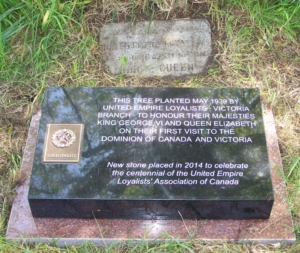 QUEEN
THIS TREE PLANTED MAY 1939 BY
UNITED EMPIRE LOYALISTS - VICTORIA
BRANCH - TO HONOUR THEIR MAJESTIES
KING GEORGE VI AND QUEEN ELIZABETH
ON THEIR FIRST VISIT TO THE
DOMINION OF CANADA AND VICTORIA
New stone placed in 2014 to celebrate
the centennial of the United Empire
Loyalists' Association of Canada